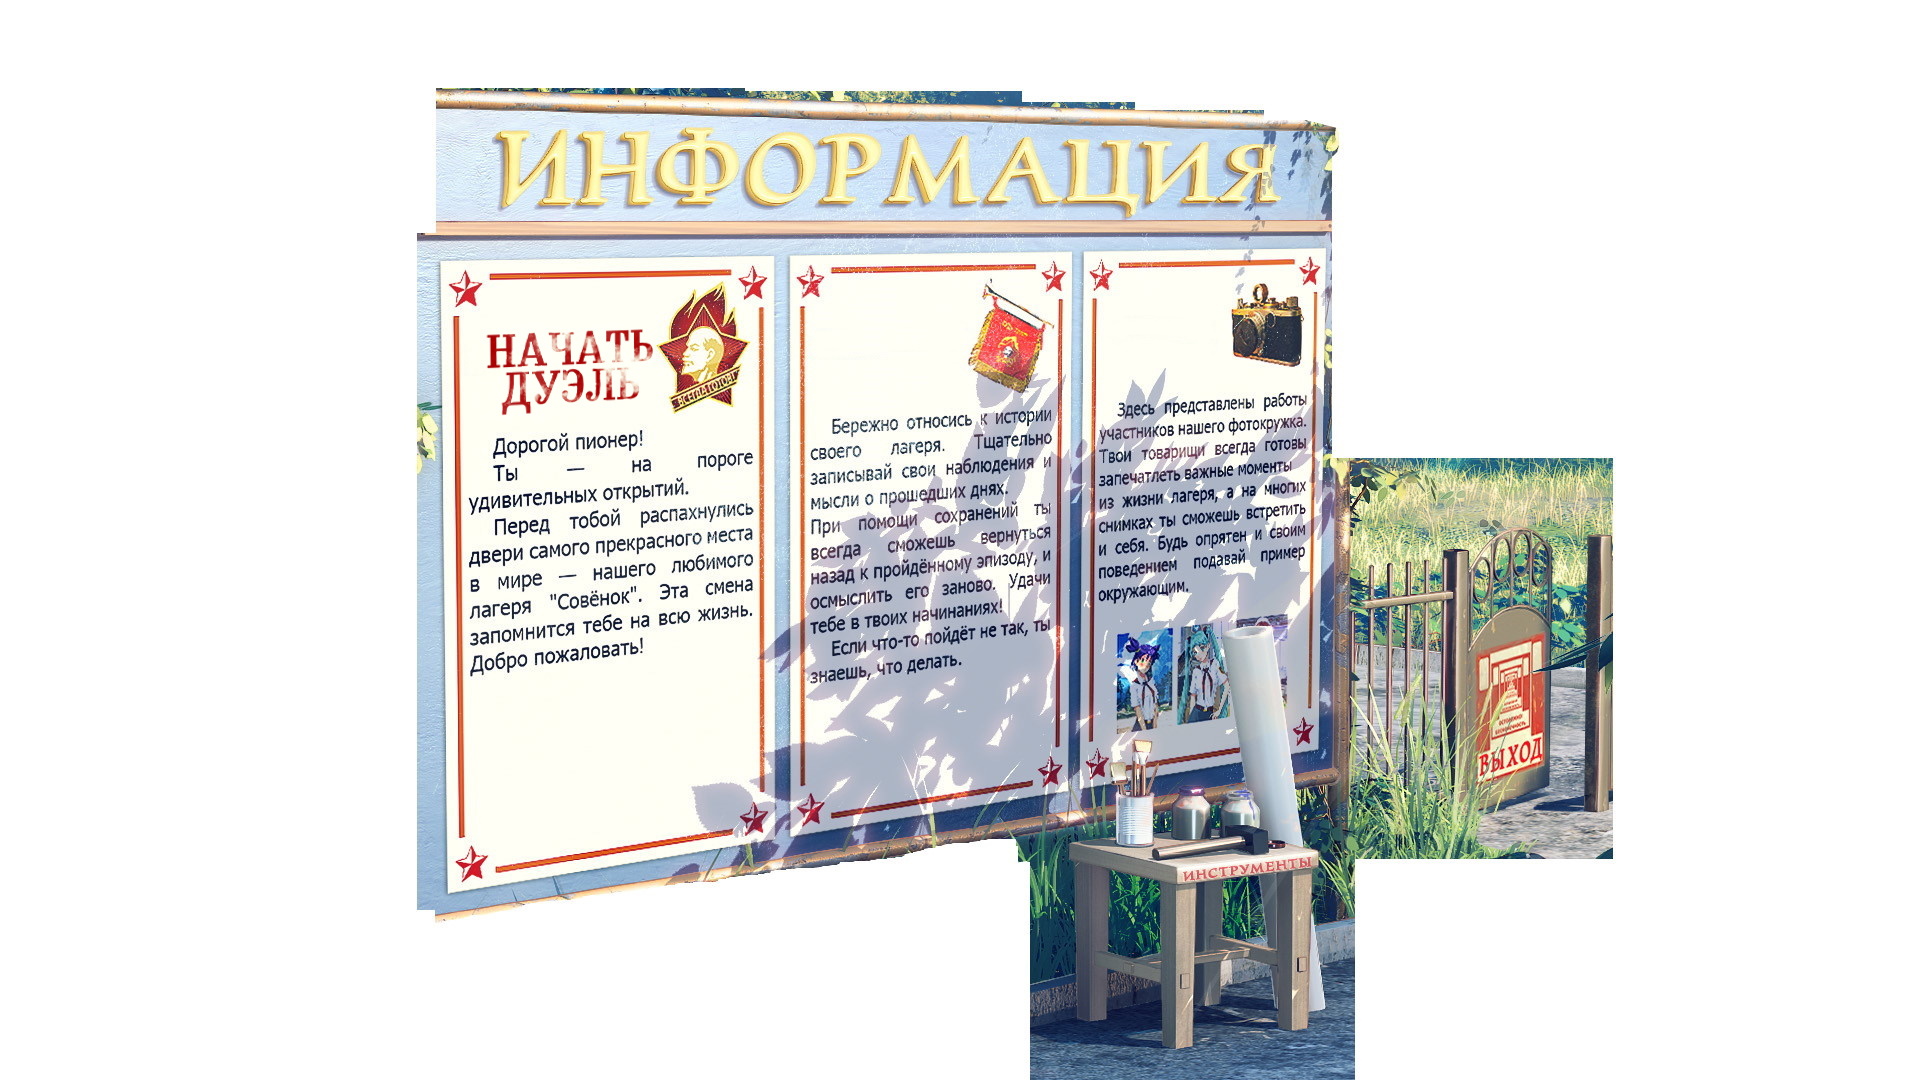 ИНФОРМАЦИЯ
НАЧАТЬ
ДУЭЛЬ
ВСЕГДА ГОТОВ!
Дорогой пионер!
Ты — на пороге
удивительных открытий.
Перед тобой распахнулись
двери самого прекрасного места
в мире — нашего любимого
лагеря "Совёнок". Эта смена
запомнится тебе на всю жизнь.
Добро пожаловать!
Бережно относись к истории
своего лагеря. Тщательно
записывай свои наблюдения и
мысли о прошедших днях.
При помощи сохранений ты
всегда сможешь вернуться
назад к пройдённому эпизоду, и
осмыслить его заново. Удачи
тебе в твоих начинаниях!
Если что-то пойдёт не так, ты
знаешь, что делать.
Здесь представлены работы
участников нашего фотокружка.
Твои товарищи всегда готовы
запечатлеть важные моменты
из жизни лагеря, а на многих
снимках ты сможешь встретить
и себя. Будь опрятен и своим
поведением подавай пример
окружающим.
ИНСТРУМЕНТЫ
ОСТОРОЖНО
БЕСКОНЕЧНОСТЬ
ВЫХОД